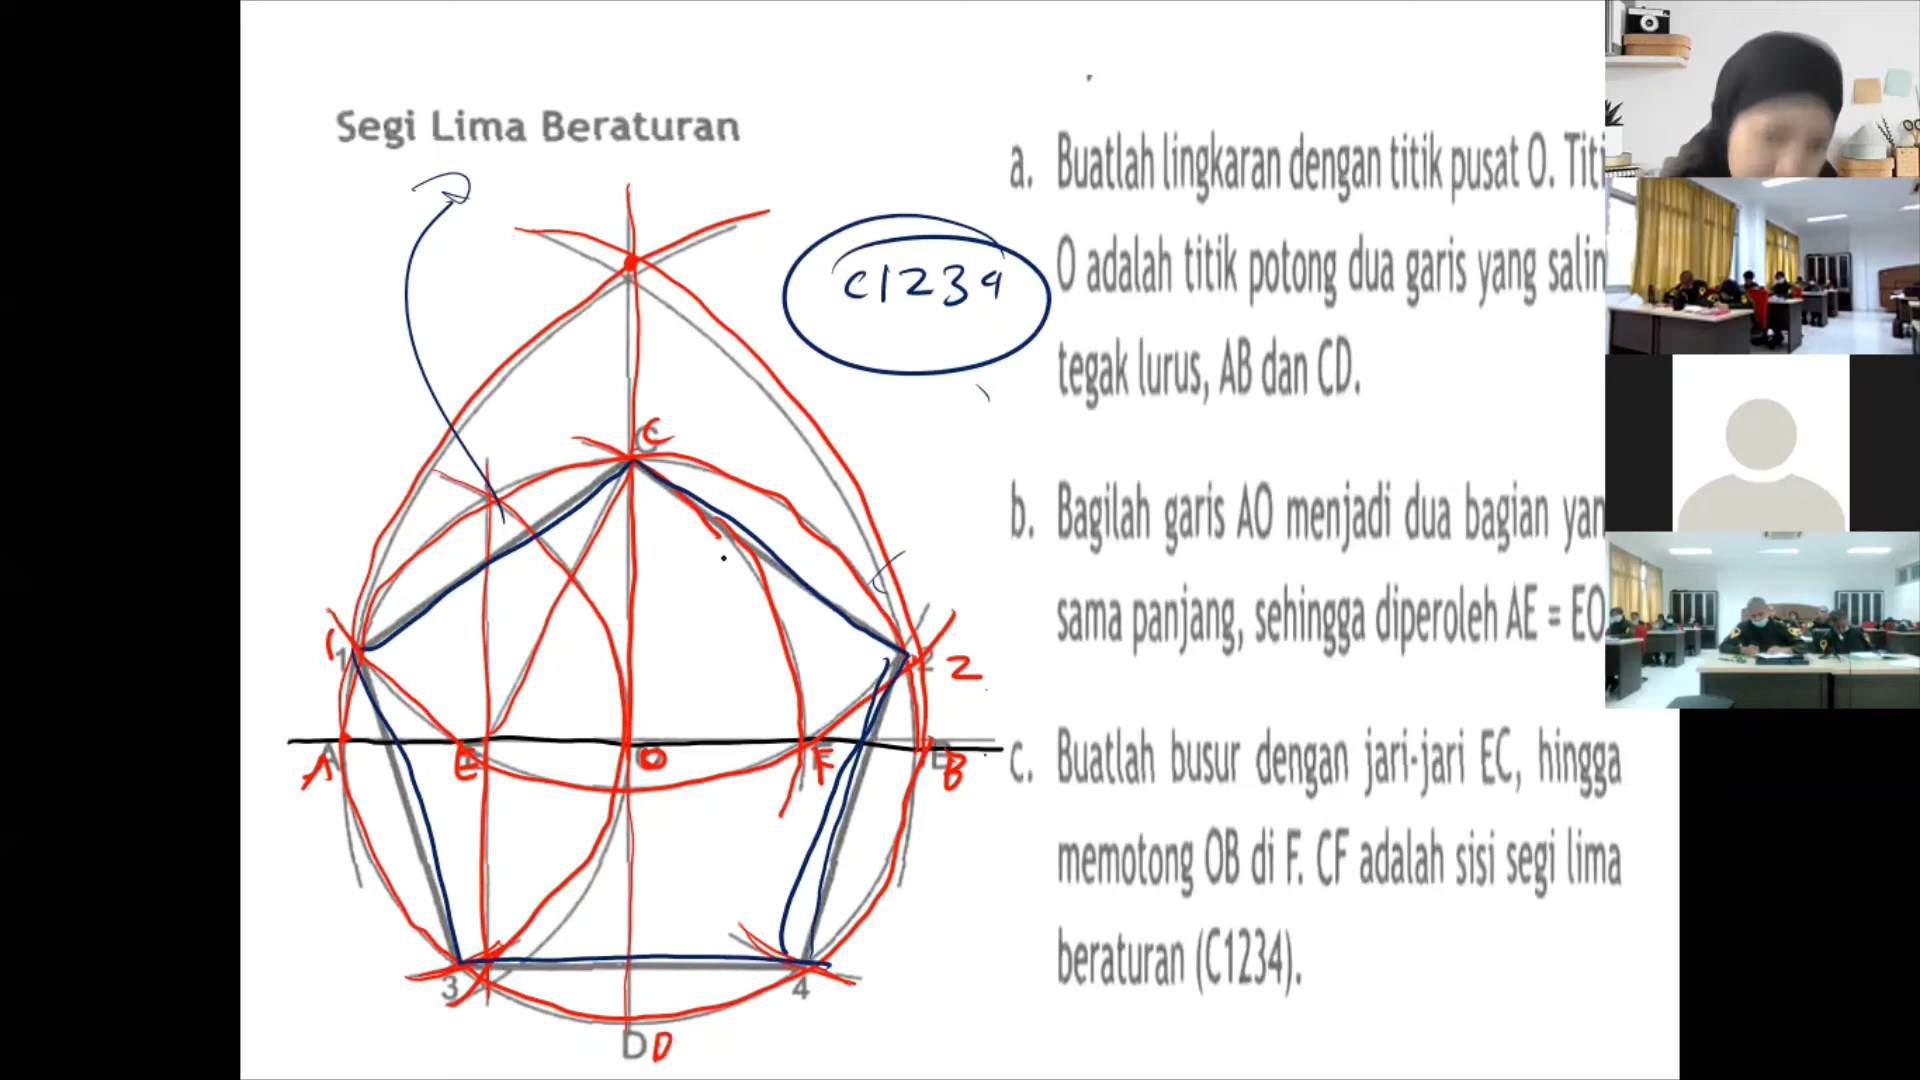 Segi Lima Beraturan
c1234
C
C
1
1
2
2
A
A
E
O
F
F
B
B
3
4
D
D
a. Buatlah lingkaran dengan titik pusat O. Titi
O adalah titik potong dua garis yang salin
tegak lurus, AB dan CD.
b. Bagilah garis AO menjadi dua bagian yan
sama panjang, sehingga diperoleh AE = EO
c. Buatlah busur dengan jari-jari EC, hingga
memotong OB di F. CF adalah sisi segi lima
beraturan (C1234).